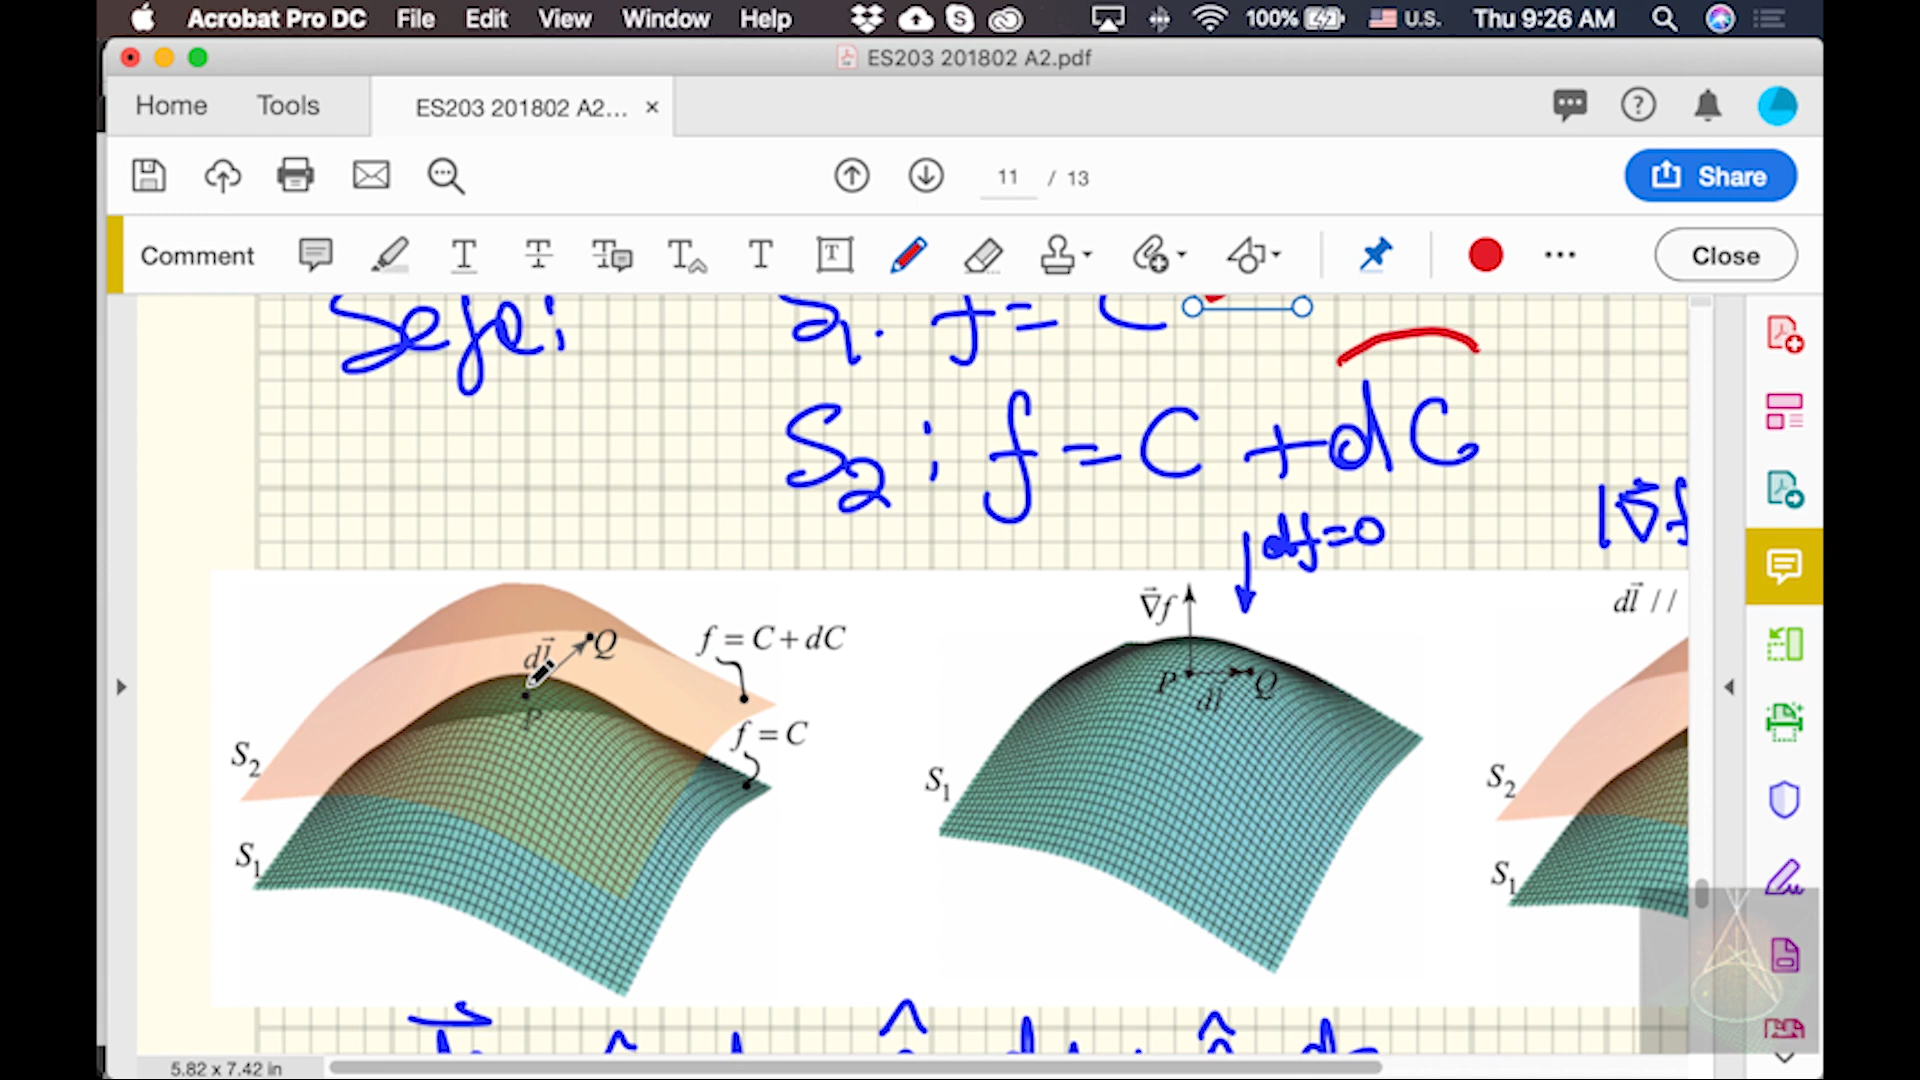 Acrobat Pro DC File Edit View Window Help 100% U.S. Thu 9:26 AM
ES203 201802 A2.pdf
Home Tools ES203 201802 A2... ×
11 / 13 Share
Comment Close
Seja: S1: f = C
S2: f = C + dC
df=0
|∇f
f = C + dC
dl Q
P
f = C
S2
S1
∇f
P dl Q
S1
dl //
S2
S1
5.82 x 7.42 in